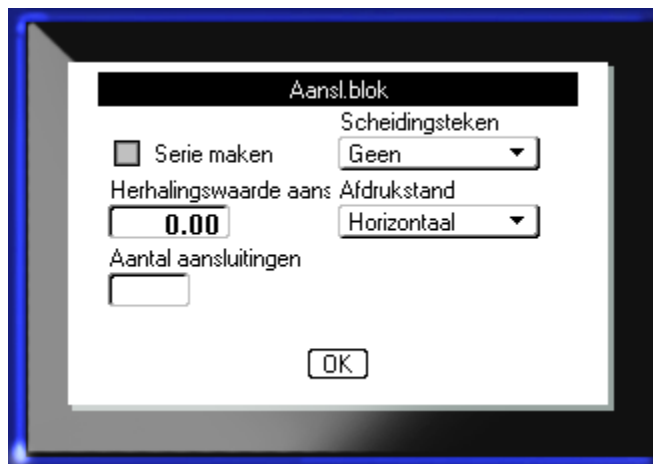 Aansl.blok
Scheidingsteken
Serie maken
Geen
Herhalingswaarde aans
Afdrukstand
0.00
Horizontaal
Aantal aansluitingen
OK